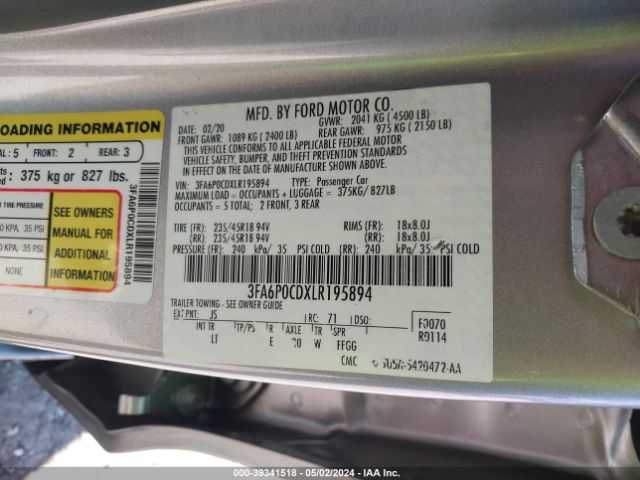 OADING INFORMATION
AL: 5 FRONT: 2 REAR: 3
375 kg or 827 lbs.
TIRE PRESSURE
KPA, 35 PSI
KPA, 35 PSI
NONE
SEE OWNERS
MANUAL FOR
ADDITIONAL
INFORMATION
3FA6P0CDXLR195894
MFD. BY FORD MOTOR CO.
DATE: 02/20 GVWR: 2041 KG ( 4500 LB)
FRONT GAWR: 1089 KG ( 2400 LB) REAR GAWR: 975 KG ( 2150 LB)
THIS VEHICLE CONFORMS TO ALL APPLICABLE FEDERAL MOTOR
VEHICLE SAFETY, BUMPER, AND THEFT PREVENTION STANDARDS
IN EFFECT ON THE DATE OF MANUFACTURE SHOWN ABOVE.
VIN: 3FA6P0CDXLR195894 TYPE: Passenger Car
MAXIMUM LOAD = OCCUPANTS + LUGGAGE = 375KG/ 827LB
OCCUPANTS = 5 TOTAL: 2 FRONT, 3 REAR
TIRE (FR): 235/45R18 94V RIMS (FR): 18x8.0J
(RR): 235/45R18 94V (RR): 18x8.0J
PRESSURE (FR): 240 kPa/ 35 PSI COLD (RR): 240 kPa/ 35 PSI COLD
3FA6P0CDXLR195894
TRAILER TOWING - SEE OWNER GUIDE
EXT PNT: JS RC: 71 DSO: F0070
INT TR TP/PS R AXLE TR SPR R9114
LT E W FFGG
CMC
000-39341518 - 05/02/2024 - IAA Inc.